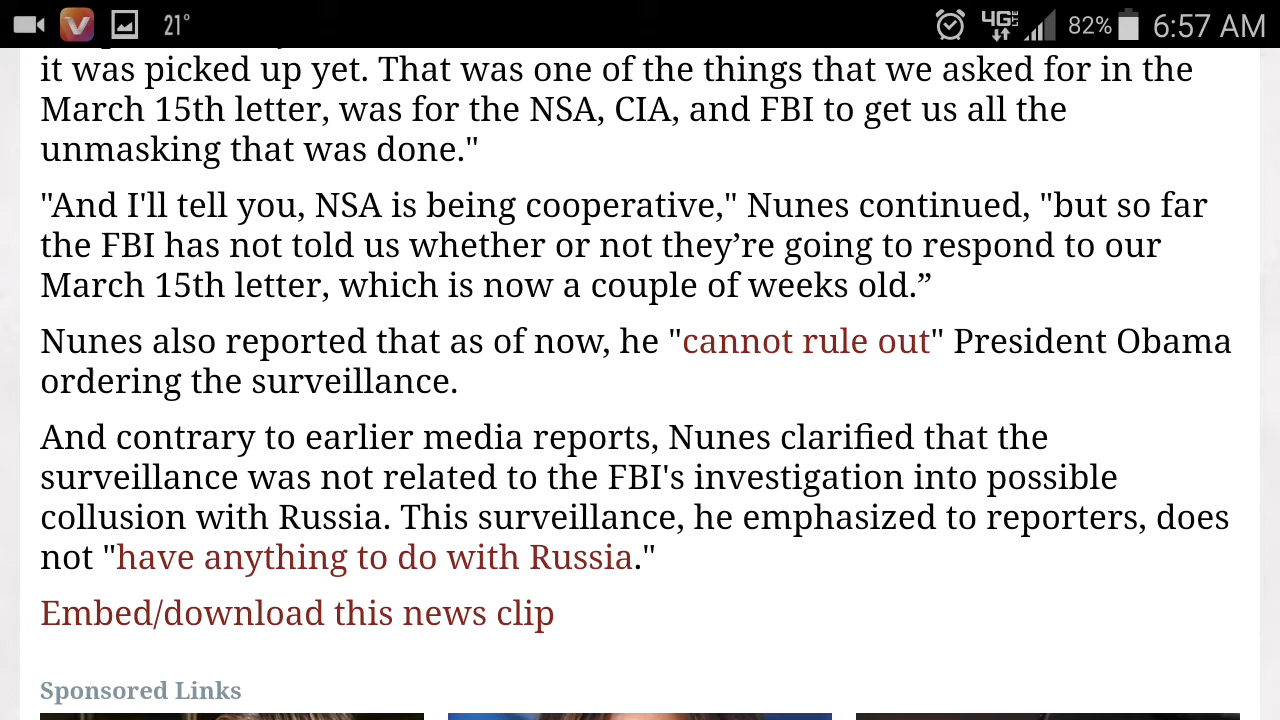 21°
4G LTE 82% 6:57 AM
it was picked up yet. That was one of the things that we asked for in the
March 15th letter, was for the NSA, CIA, and FBI to get us all the
unmasking that was done."
"And I'll tell you, NSA is being cooperative," Nunes continued, "but so far
the FBI has not told us whether or not they’re going to respond to our
March 15th letter, which is now a couple of weeks old.”
Nunes also reported that as of now, he "cannot rule out" President Obama
ordering the surveillance.
And contrary to earlier media reports, Nunes clarified that the
surveillance was not related to the FBI's investigation into possible
collusion with Russia. This surveillance, he emphasized to reporters, does
not "have anything to do with Russia."
Embed/download this news clip
Sponsored Links